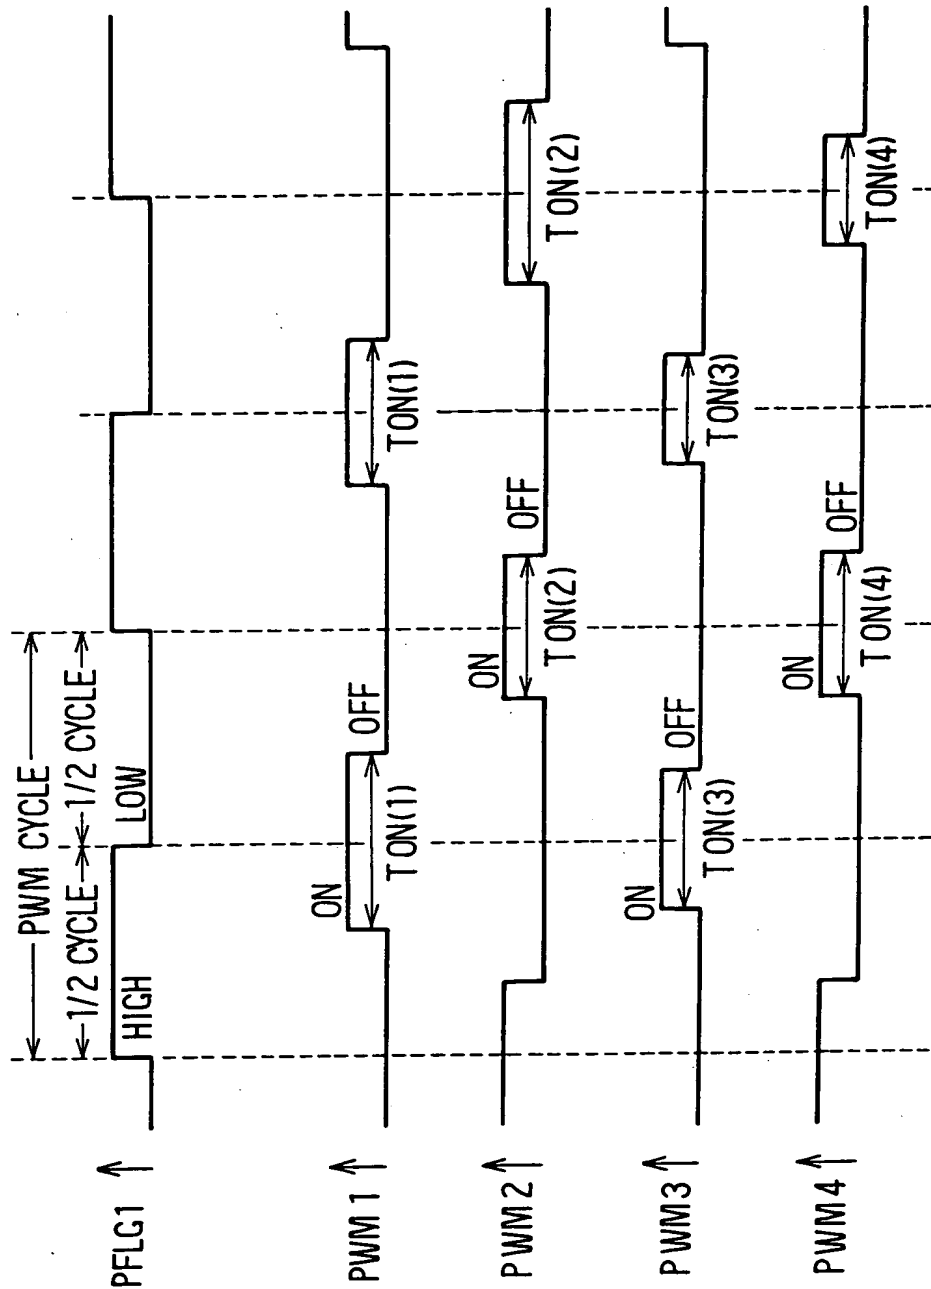 PWM CYCLE
1/2 CYCLE 1/2 CYCLE
PFLG1 HIGH LOW
PWM1 ON OFF
TON(1) TON(1)
PWM2 ON OFF
TON(2) TON(2)
PWM3 ON OFF
TON(3) TON(3)
PWM4 ON OFF
TON(4) TON(4)